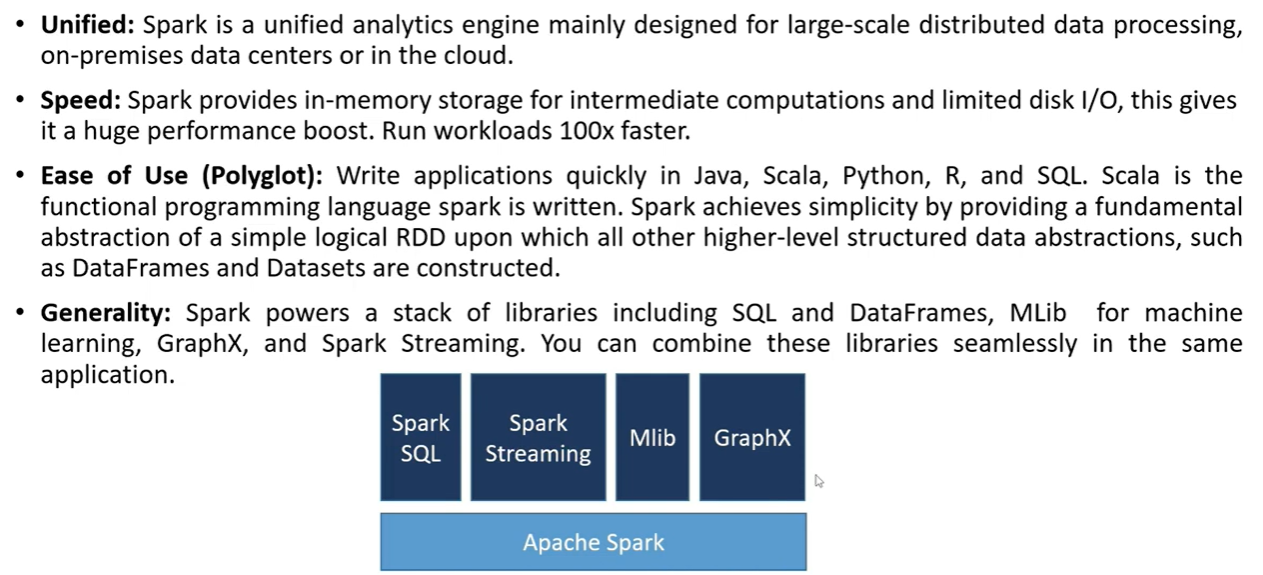 • Unified: Spark is a unified analytics engine mainly designed for large-scale distributed data processing,
on-premises data centers or in the cloud.
• Speed: Spark provides in-memory storage for intermediate computations and limited disk I/O, this gives
it a huge performance boost. Run workloads 100x faster.
• Ease of Use (Polyglot): Write applications quickly in Java, Scala, Python, R, and SQL. Scala is the
functional programming language spark is written. Spark achieves simplicity by providing a fundamental
abstraction of a simple logical RDD upon which all other higher-level structured data abstractions, such
as DataFrames and Datasets are constructed.
• Generality: Spark powers a stack of libraries including SQL and DataFrames, MLib for machine
learning, GraphX, and Spark Streaming. You can combine these libraries seamlessly in the same
application.
Spark
SQL
Spark
Streaming
Mlib
GraphX
Apache Spark